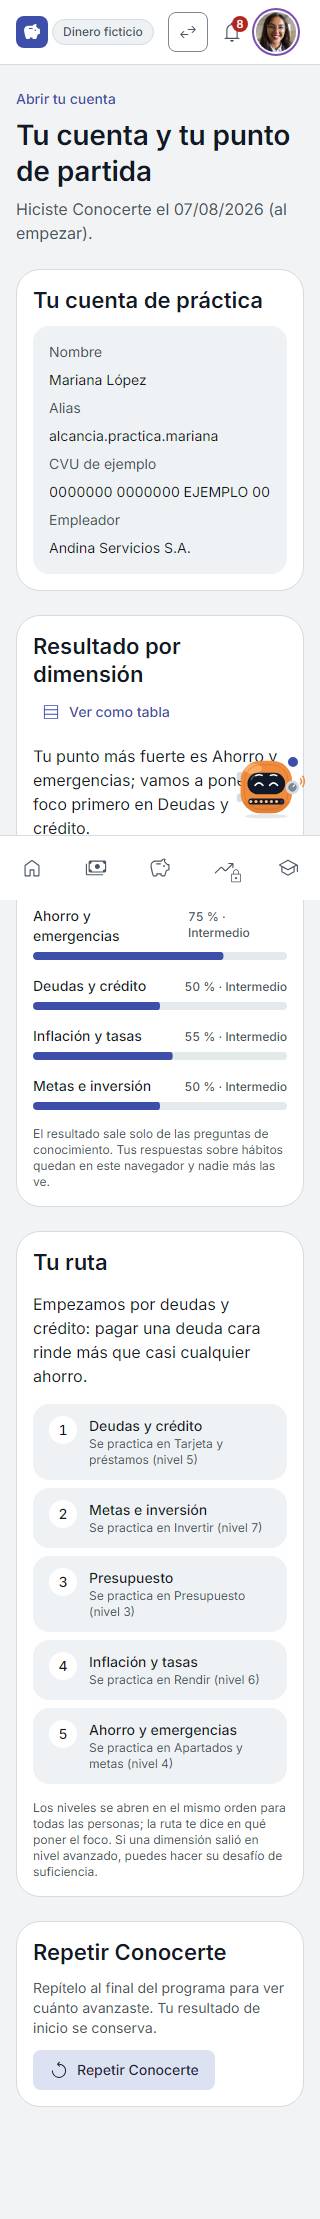 Dinero ficticio
8
Abrir tu cuenta
Tu cuenta y tu punto
de partida
Hiciste Conocerte el 07/08/2026 (al
empezar).
Tu cuenta de práctica
Nombre
Mariana López
Alias
alcancia.practica.mariana
CVU de ejemplo
0000000 0000000 EJEMPLO 00
Empleador
Andina Servicios S.A.
Resultado por
dimensión
Ver como tabla
Tu punto más fuerte es Ahorro y
emergencias; vamos a
foco primero en Deudas y
crédito.
Ahorro y
emergencias
75 % ·
Intermedio
Deudas y crédito 50 % · Intermedio
Inflación y tasas 55 % · Intermedio
Metas e inversión 50 % · Intermedio
El resultado sale solo de las preguntas de
conocimiento. Tus respuestas sobre hábitos
quedan en este navegador y nadie más las
ve.
Tu ruta
Empezamos por deudas y
crédito: pagar una deuda cara
rinde más que casi cualquier
ahorro.
1 Deudas y crédito
Se practica en Tarjeta y
préstamos (nivel 5)
2 Metas e inversión
Se practica en Invertir (nivel 7)
3 Presupuesto
Se practica en Presupuesto
(nivel 3)
4 Inflación y tasas
Se practica en Rendir (nivel 6)
5 Ahorro y emergencias
Se practica en Apartados y
metas (nivel 4)
Los niveles se abren en el mismo orden para
todas las personas; la ruta te dice en qué
poner el foco. Si una dimensión salió en
nivel avanzado, puedes hacer su desafío de
suficiencia.
Repetir Conocerte
Repítelo al final del programa para ver
cuánto avanzaste. Tu resultado de
inicio se conserva.
Repetir Conocerte